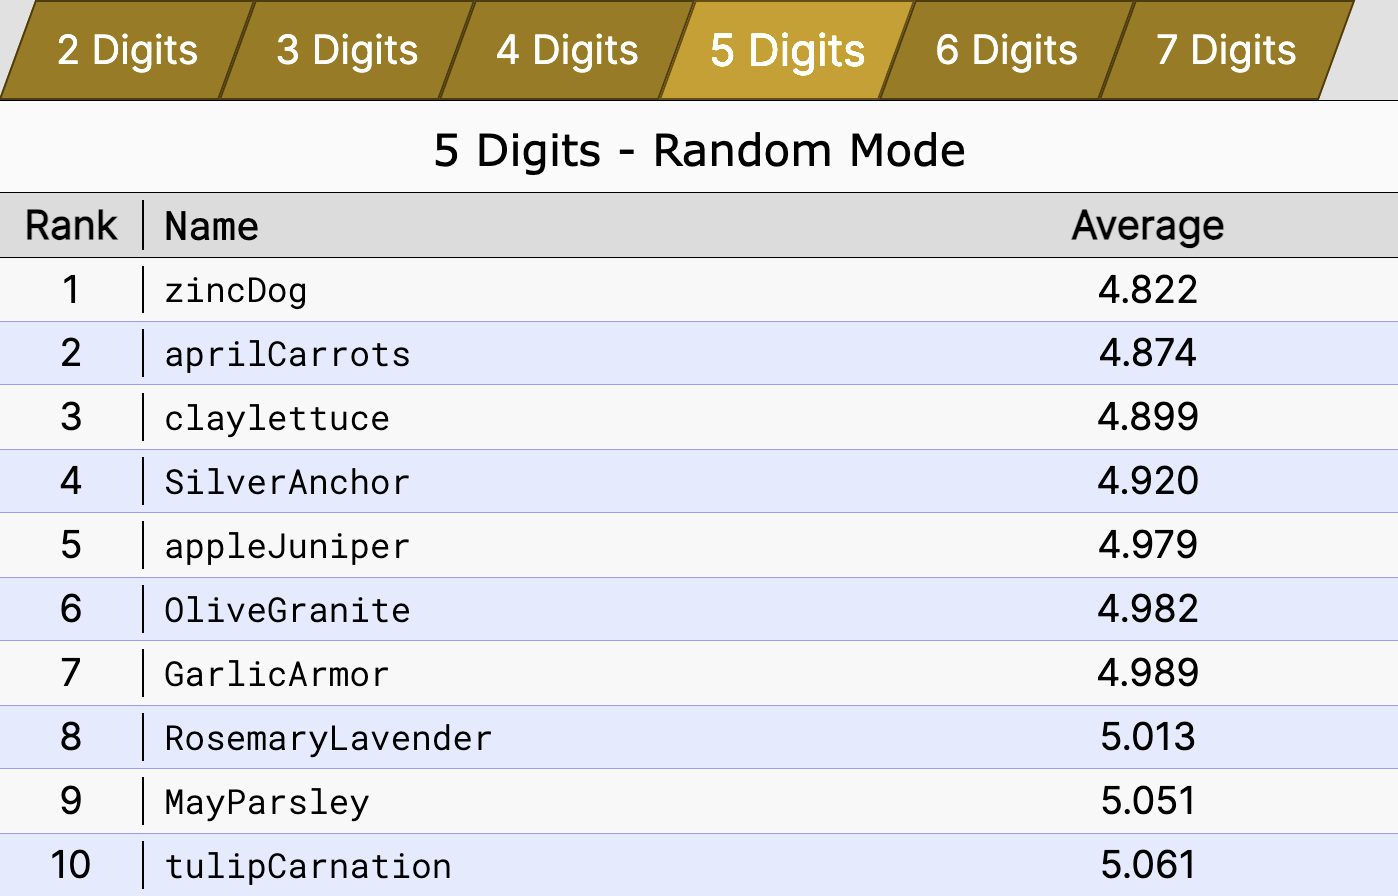 2 Digits 3 Digits 4 Digits 5 Digits 6 Digits 7 Digits
5 Digits - Random Mode
Rank Name Average
1 zincDog 4.822
2 aprilCarrots 4.874
3 claylettuce 4.899
4 SilverAnchor 4.920
5 appleJuniper 4.979
6 OliveGranite 4.982
7 GarlicArmor 4.989
8 RosemaryLavender 5.013
9 MayParsley 5.051
10 tulipCarnation 5.061